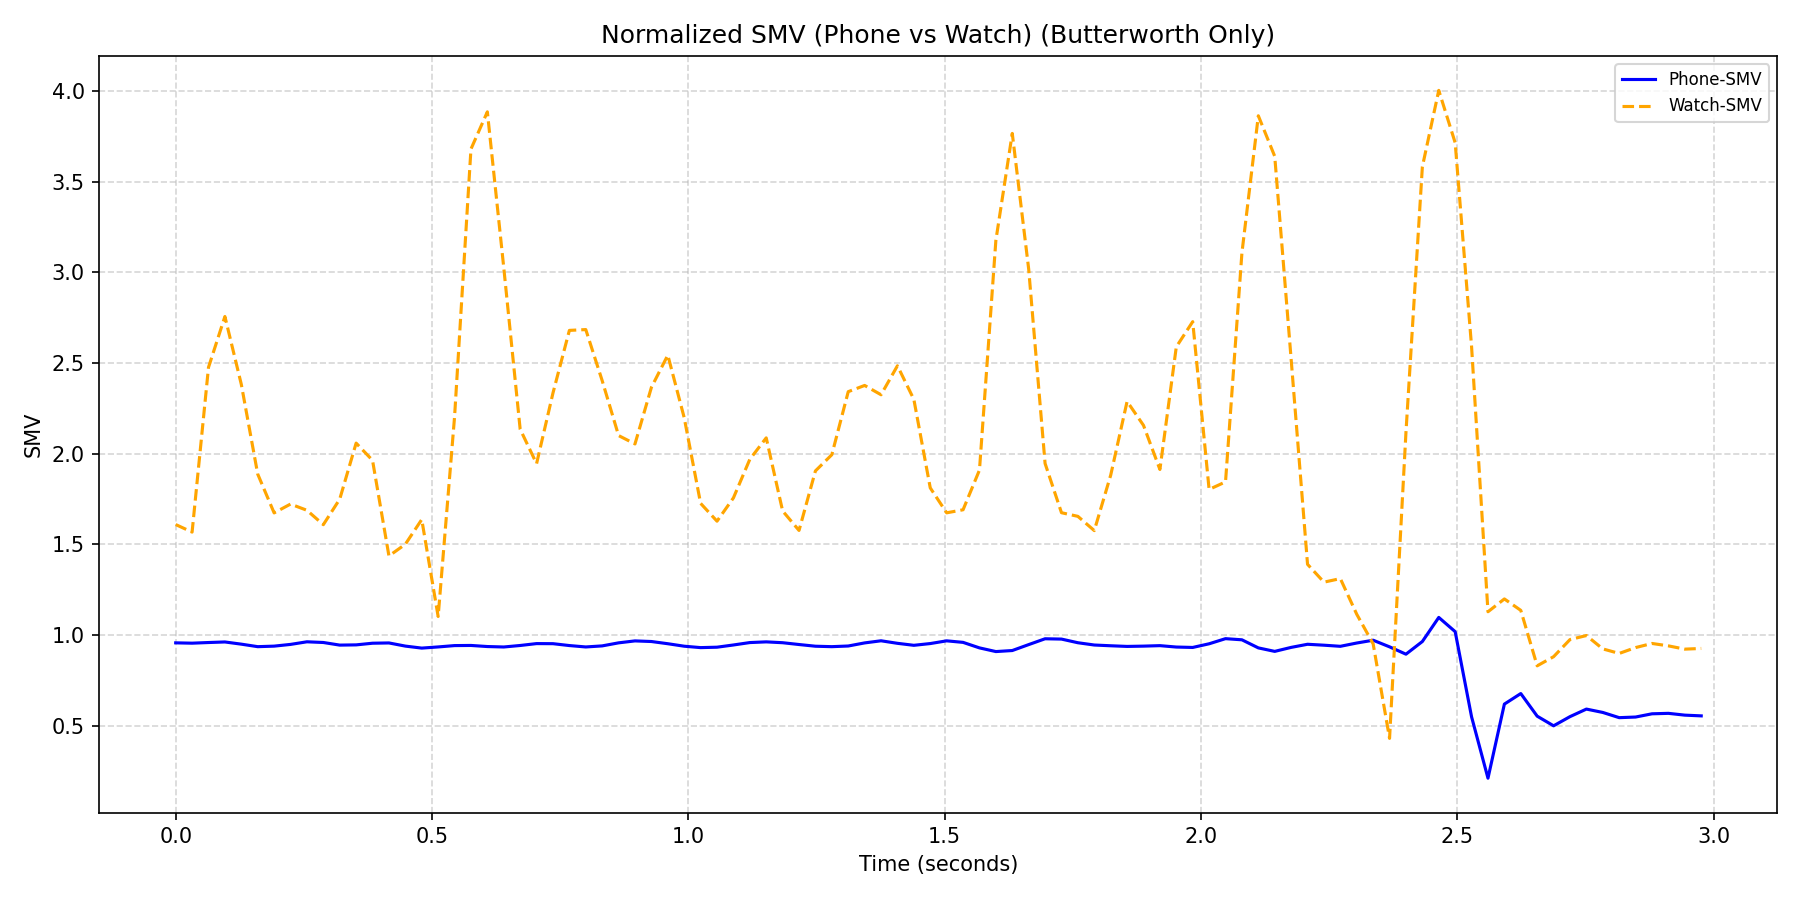 Normalized SMV (Phone vs Watch) (Butterworth Only)
Phone-SMV
Watch-SMV
4.0
3.5
3.0
2.5
2.0
1.5
1.0
0.5
SMV
0.0 0.5 1.0 1.5 2.0 2.5 3.0
Time (seconds)